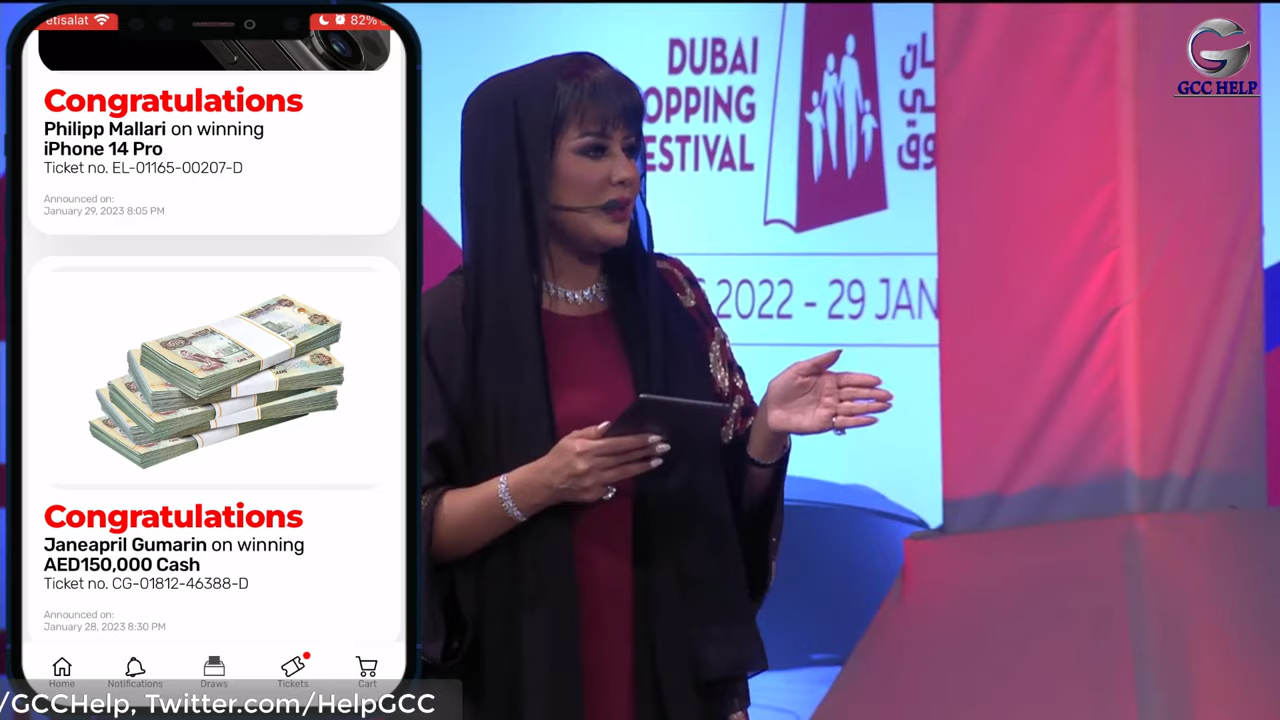 etisalat
82%
Congratulations
Philipp Mallari on winning
iPhone 14 Pro
Ticket no. EL-01165-00207-D
Announced on:
January 29, 2023 8:05 PM
Congratulations
Janeapril Gumarin on winning
AED150,000 Cash
Ticket no. CG-01812-46388-D
Announced on:
January 28, 2023 8:30 PM
Home
Notifications
Draws
Tickets
Cart
/GCCHelp, Twitter.com/HelpGCC
DUBAI
OPPING
ESTIVAL
ان
ي
وق
2022 - 29 JAN
GCC HELP